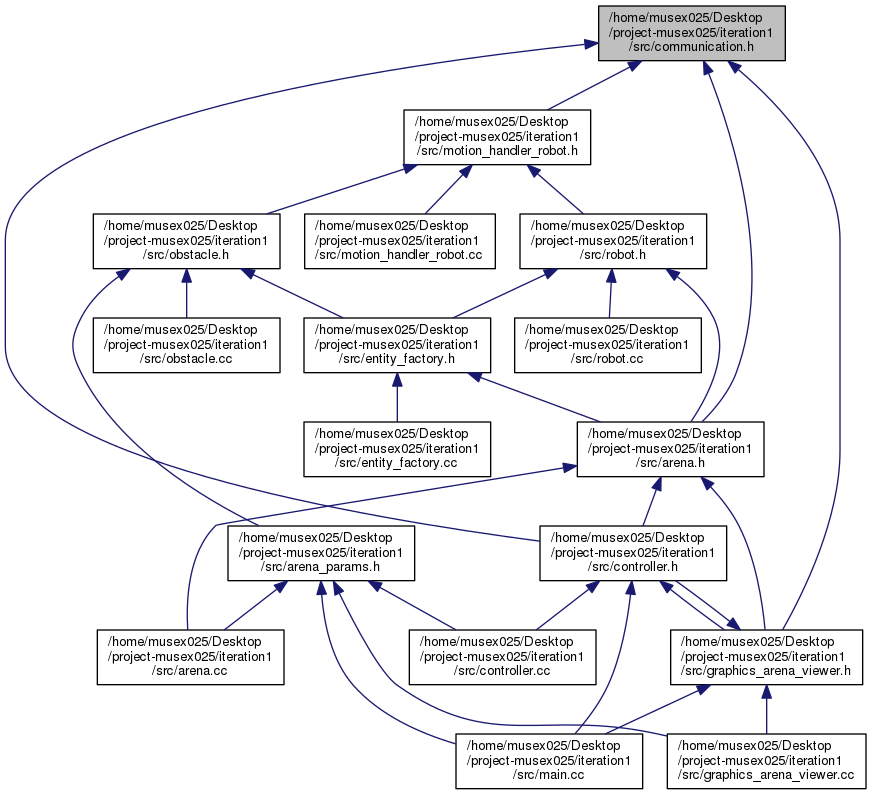 /home/musex025/Desktop
/project-musex025/iteration1
/src/communication.h
/home/musex025/Desktop
/project-musex025/iteration1
/src/motion_handler_robot.h
/home/musex025/Desktop
/project-musex025/iteration1
/src/obstacle.h
/home/musex025/Desktop
/project-musex025/iteration1
/src/motion_handler_robot.cc
/home/musex025/Desktop
/project-musex025/iteration1
/src/robot.h
/home/musex025/Desktop
/project-musex025/iteration1
/src/obstacle.cc
/home/musex025/Desktop
/project-musex025/iteration1
/src/entity_factory.h
/home/musex025/Desktop
/project-musex025/iteration1
/src/robot.cc
/home/musex025/Desktop
/project-musex025/iteration1
/src/entity_factory.cc
/home/musex025/Desktop
/project-musex025/iteration1
/src/arena.h
/home/musex025/Desktop
/project-musex025/iteration1
/src/arena_params.h
/home/musex025/Desktop
/project-musex025/iteration1
/src/controller.h
/home/musex025/Desktop
/project-musex025/iteration1
/src/arena.cc
/home/musex025/Desktop
/project-musex025/iteration1
/src/controller.cc
/home/musex025/Desktop
/project-musex025/iteration1
/src/graphics_arena_viewer.h
/home/musex025/Desktop
/project-musex025/iteration1
/src/main.cc
/home/musex025/Desktop
/project-musex025/iteration1
/src/graphics_arena_viewer.cc